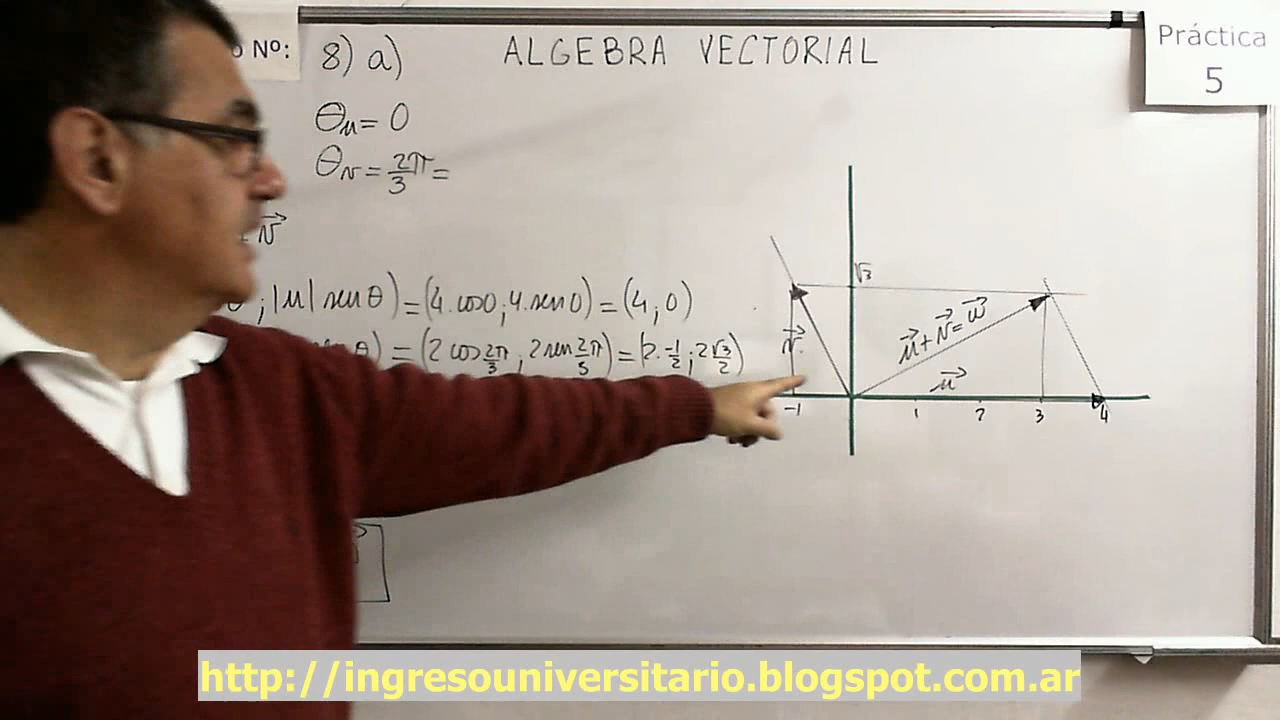 o Nº: 8) a) ALGEBRA VECTORIAL
Práctica
5
θu = 0
θv = 2π/3 =
v⃗
; |u| sen θ) = (4. cos 0 ; 4. sen 0) = (4 ; 0)
θ) = (2 cos 2π/3 ; 2 sen 2π/3) = (2. -1/2 ; 2 √3/2)
√3
u⃗ + v⃗ = w⃗
v⃗
u⃗
-1 1 2 3 4
http://ingresouniversitario.blogspot.com.ar